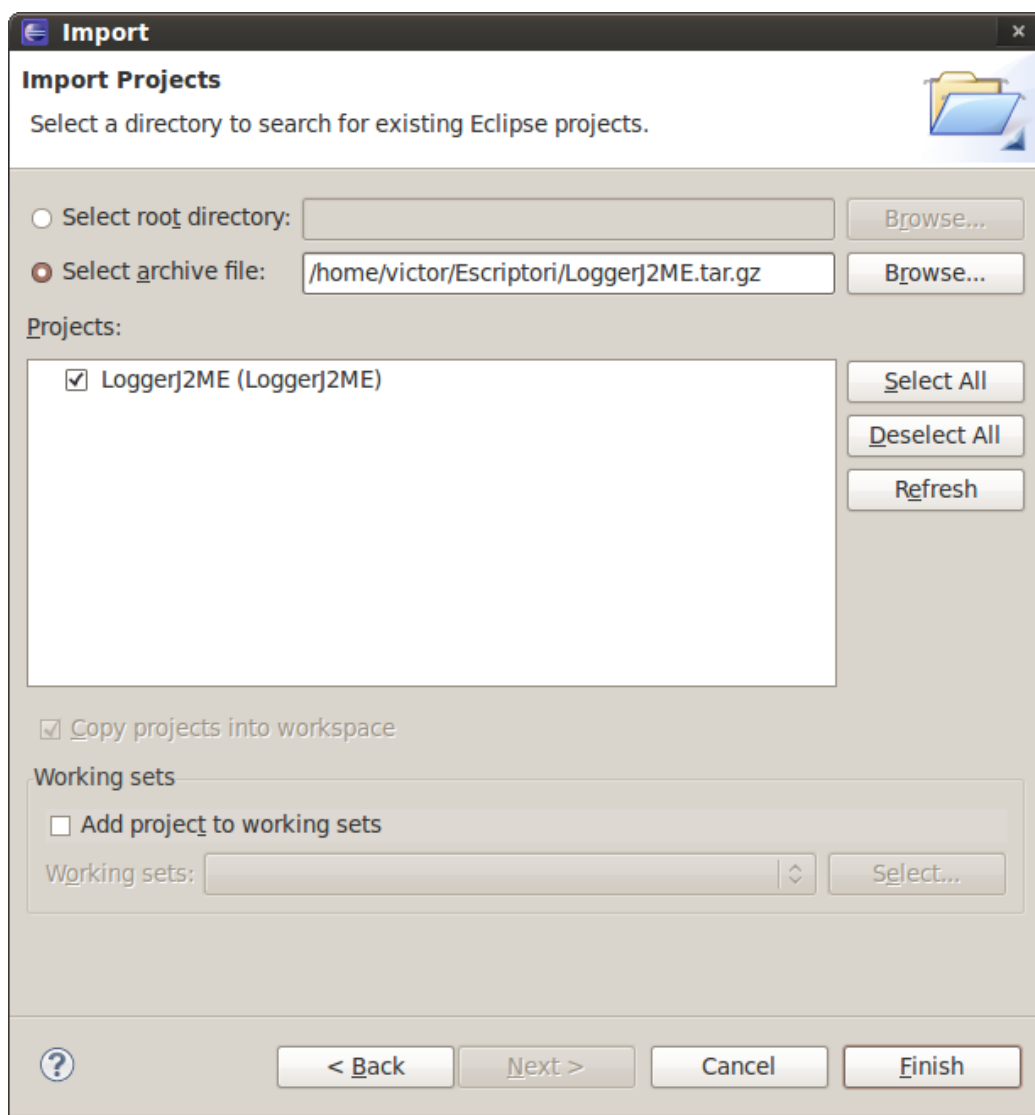 Import
Import Projects
Select a directory to search for existing Eclipse projects.
Select root directory:
Browse...
Select archive file:
/home/victor/Escriptori/LoggerJ2ME.tar.gz
Browse...
Projects:
LoggerJ2ME (LoggerJ2ME)
Select All
Deselect All
Refresh
Copy projects into workspace
Working sets
Add project to working sets
Working sets:
Select...
< Back
Next >
Cancel
Finish